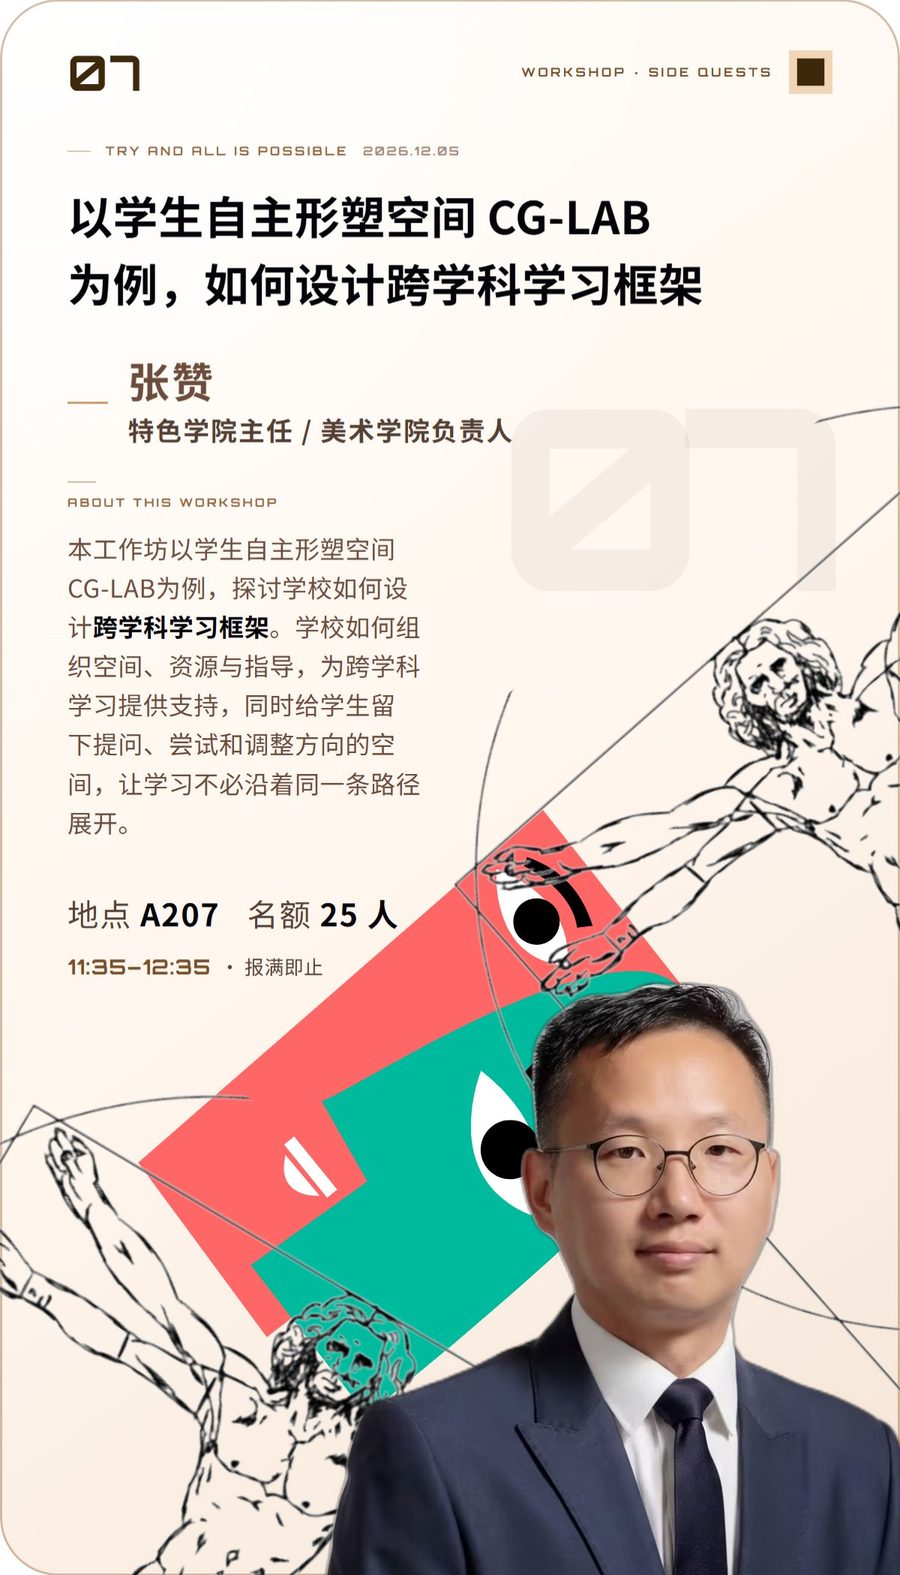 07
WORKSHOP · SIDE QUESTS
TRY AND ALL IS POSSIBLE 2026.12.05
以学生自主形塑空间 CG-LAB
为例，如何设计跨学科学习框架
张赞
特色学院主任 / 美术学院负责人
07
ABOUT THIS WORKSHOP
本工作坊以学生自主形塑空间
CG-LAB为例，探讨学校如何设
计跨学科学习框架。学校如何组
织空间、资源与指导，为跨学科
学习提供支持，同时给学生留
下提问、尝试和调整方向的空
间，让学习不必沿着同一条路径
展开。
地点 A207 名额 25 人
11:35–12:35 · 报满即止